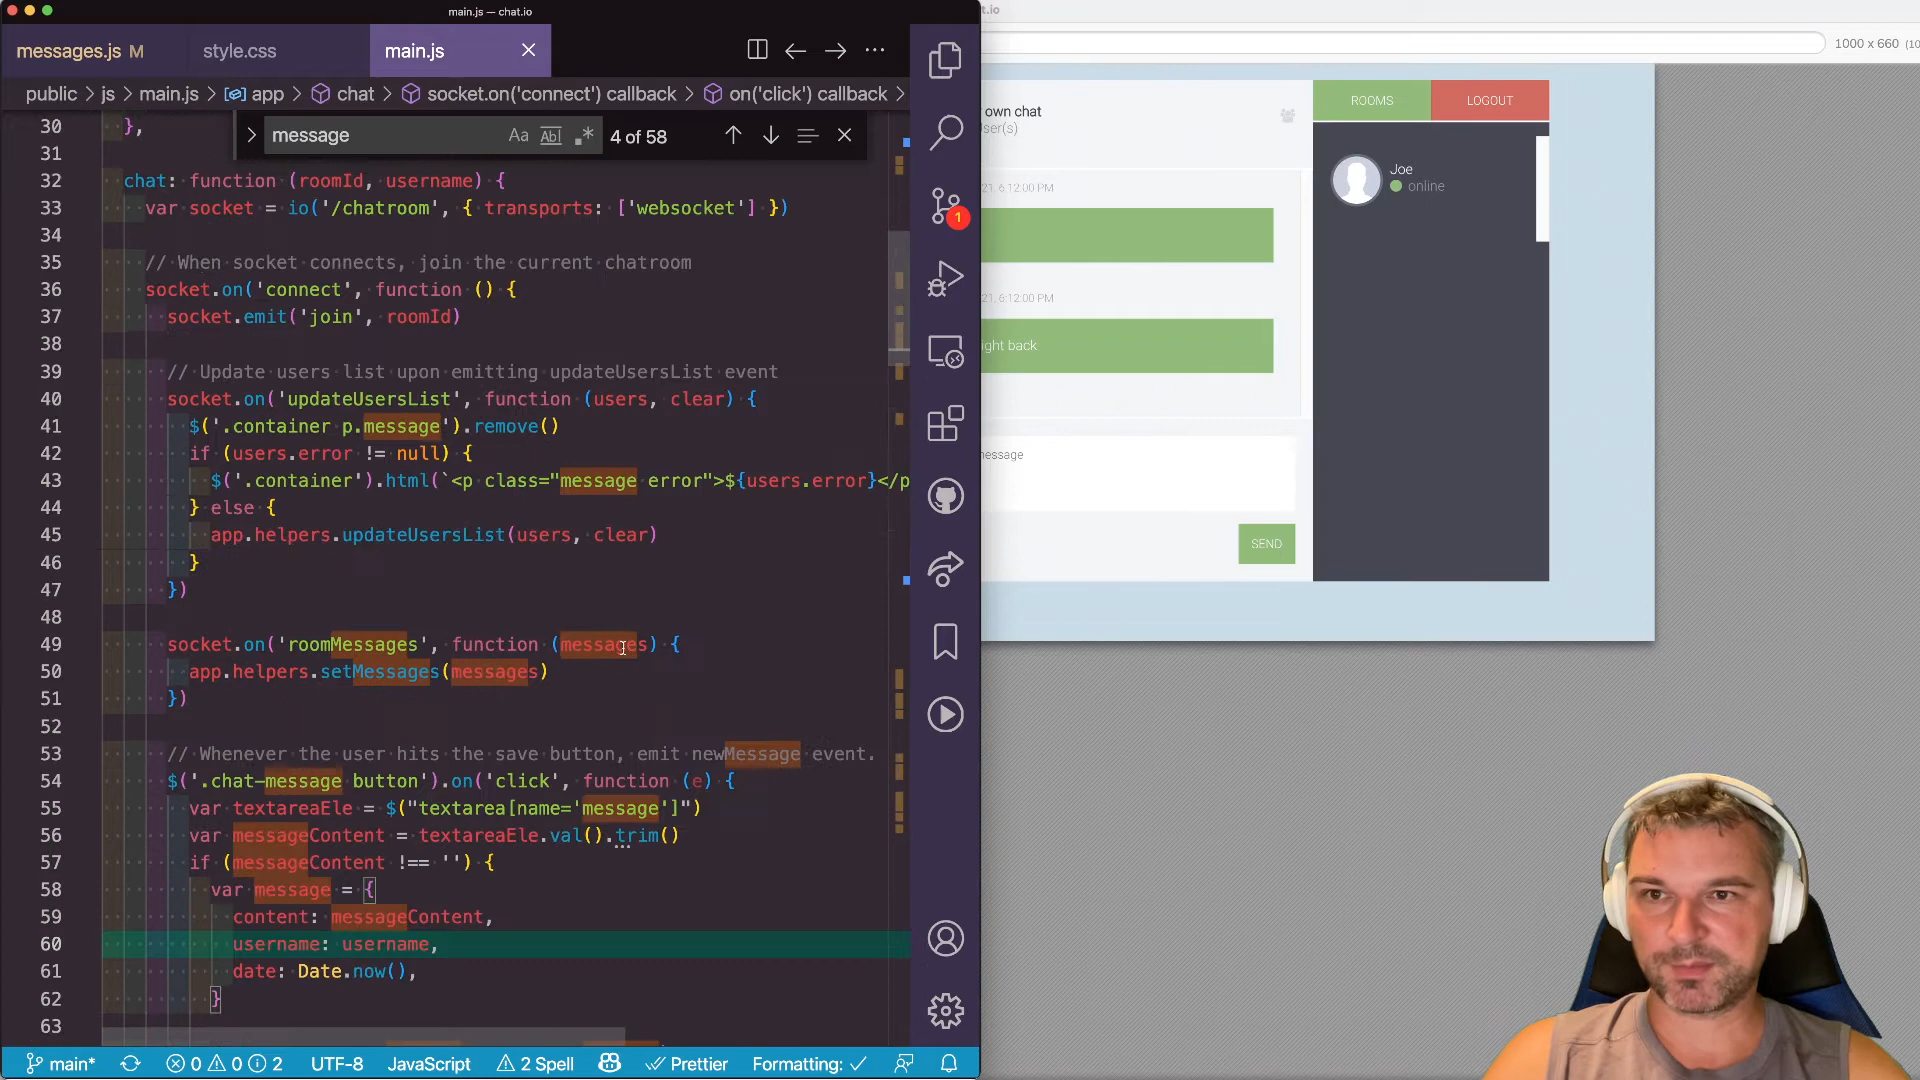 main.js — chat.io
messages.js M
style.css
main.js
public > js > main.js > app > chat > socket.on('connect') callback > on('click') callback >
message
Aa Abl .* 4 of 58
30 },
31
32 chat: function (roomId, username) {
33 var socket = io('/chatroom', { transports: ['websocket'] })
34
35 // When socket connects, join the current chatroom
36 socket.on('connect', function () {
37 socket.emit('join', roomId)
38
39 // Update users list upon emitting updateUsersList event
40 socket.on('updateUsersList', function (users, clear) {
41 $('.container p.message').remove()
42 if (users.error != null) {
43 $('.container').html(`<p class="message error">${users.error}</p
44 } else {
45 app.helpers.updateUsersList(users, clear)
46 }
47 })
48
49 socket.on('roomMessages', function (messages) {
50 app.helpers.setMessages(messages)
51 })
52
53 // Whenever the user hits the save button, emit newMessage event.
54 $('.chat-message button').on('click', function (e) {
55 var textareaEle = $("textarea[name='message']")
56 var messageContent = textareaEle.val().trim()
57 if (messageContent !== '') {
58 var message = {
59 content: messageContent,
60 username: username,
61 date: Date.now(),
62 }
63
1
main* 0 0 2 UTF-8 JavaScript 2 Spell Prettier Formatting: ✓
t.io
1000 x 660 (10
own chat
ser(s)
ROOMS
LOGOUT
Joe
online
21, 6:12:00 PM
21, 6:12:00 PM
ight back
message
SEND